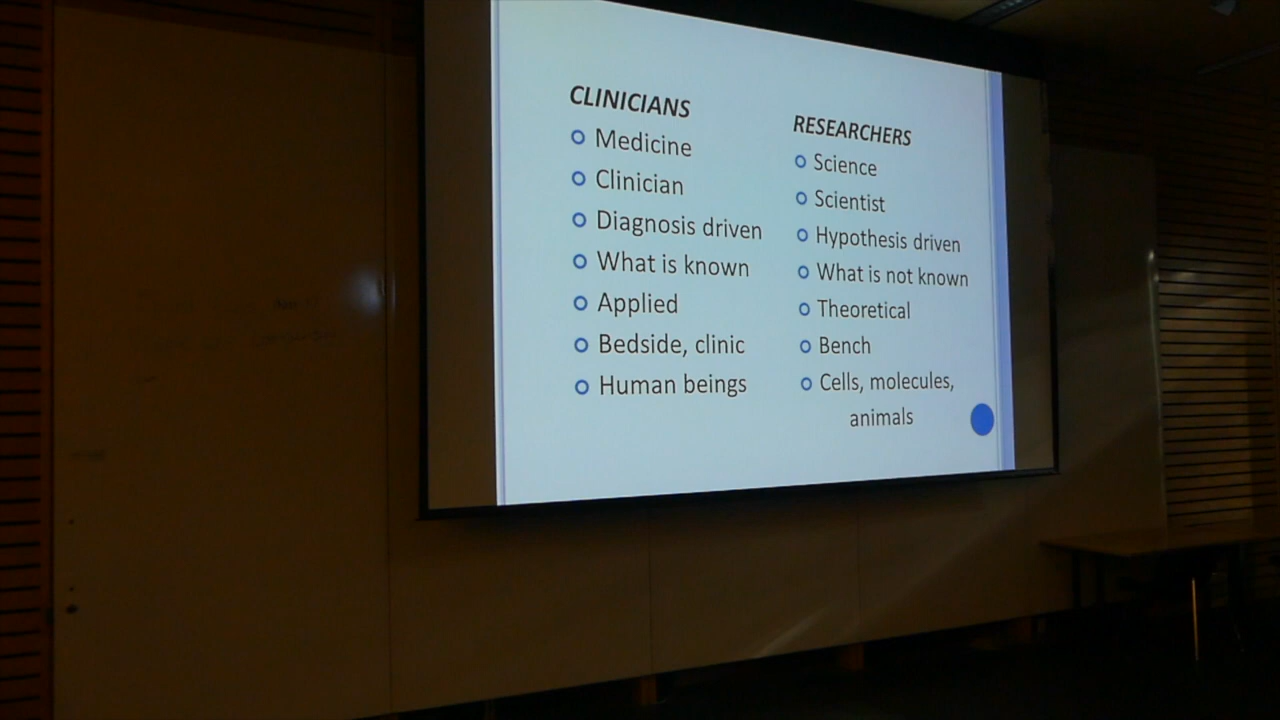 CLINICIANS
Medicine
Clinician
Diagnosis driven
What is known
Applied
Bedside, clinic
Human beings
RESEARCHERS
Science
Scientist
Hypothesis driven
What is not known
Theoretical
Bench
Cells, molecules,
animals